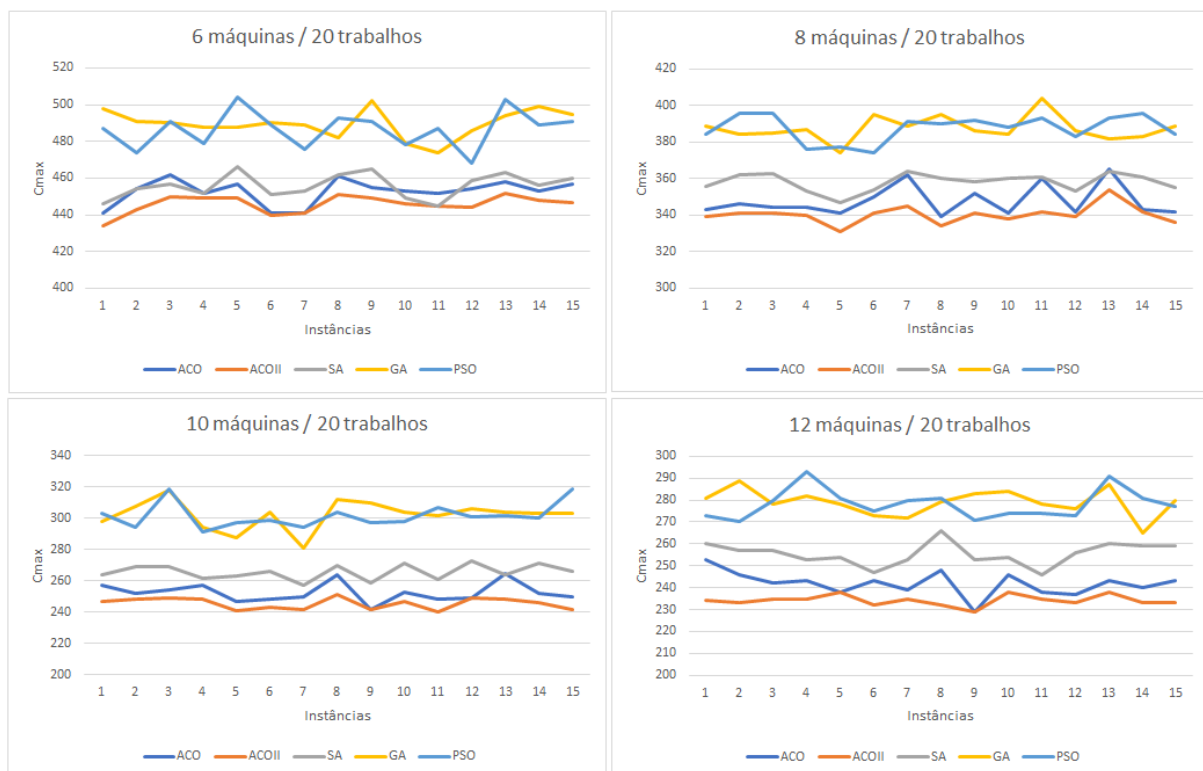 6 máquinas / 20 trabalhos
520
500
480
460
440
420
400
Cmax
1 2 3 4 5 6 7 8 9 10 11 12 13 14 15
Instâncias
ACO ACOII SA GA PSO
8 máquinas / 20 trabalhos
420
400
380
360
340
320
300
Cmax
1 2 3 4 5 6 7 8 9 10 11 12 13 14 15
Instâncias
ACO ACOII SA GA PSO
10 máquinas / 20 trabalhos
340
320
300
280
260
240
220
200
Cmax
1 2 3 4 5 6 7 8 9 10 11 12 13 14 15
Instâncias
ACO ACOII SA GA PSO
12 máquinas / 20 trabalhos
300
290
280
270
260
250
240
230
220
210
200
Cmax
1 2 3 4 5 6 7 8 9 10 11 12 13 14 15
Instâncias
ACO ACOII SA GA PSO